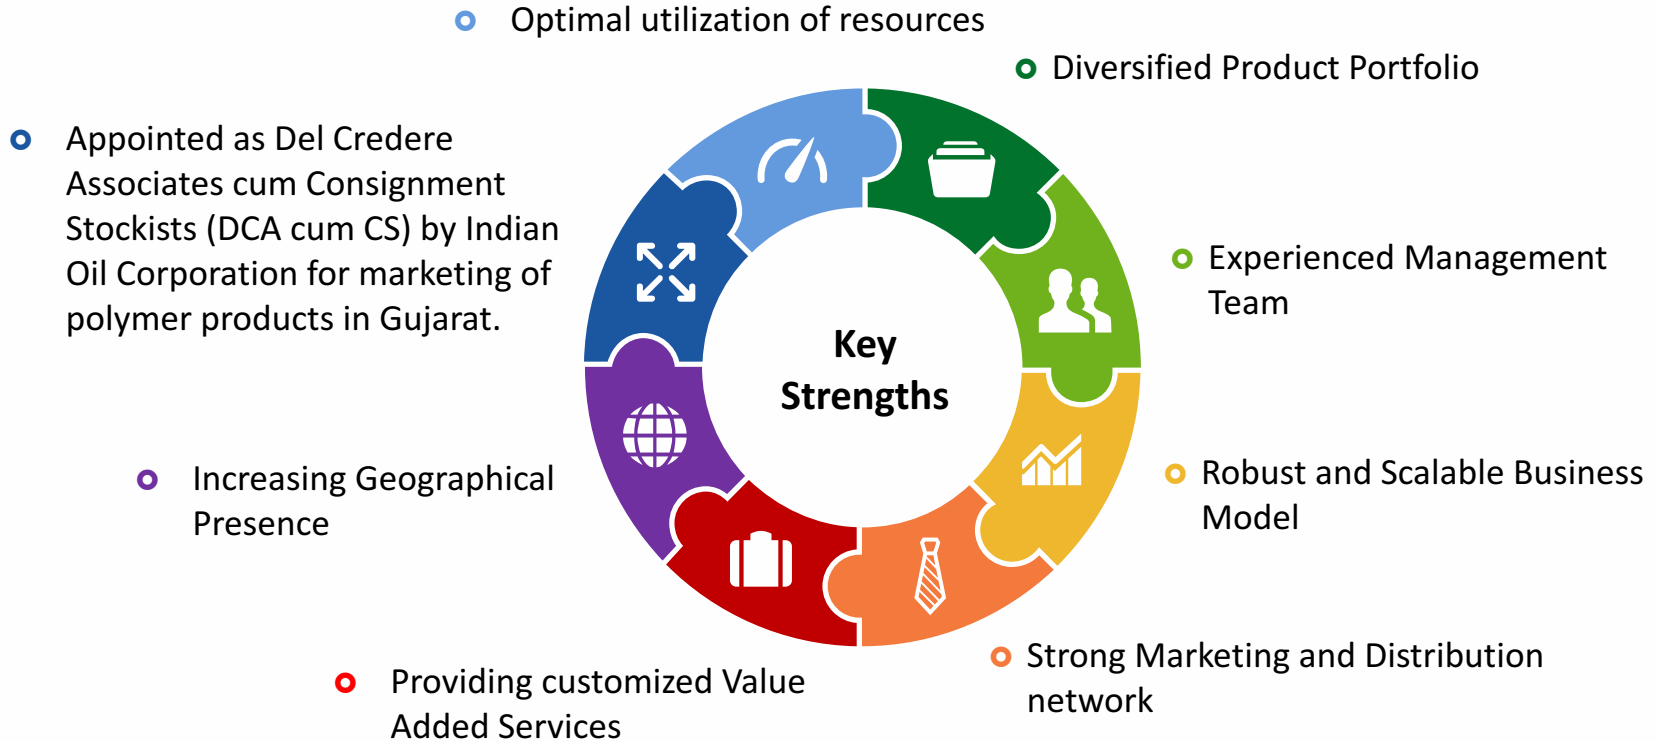 Optimal utilization of resources
Diversified Product Portfolio
Appointed as Del Credere
Associates cum Consignment
Stockists (DCA cum CS) by Indian
Oil Corporation for marketing of
polymer products in Gujarat.
Experienced Management
Team
Key
Strengths
Increasing Geographical
Presence
Robust and Scalable Business
Model
Strong Marketing and Distribution
network
Providing customized Value
Added Services